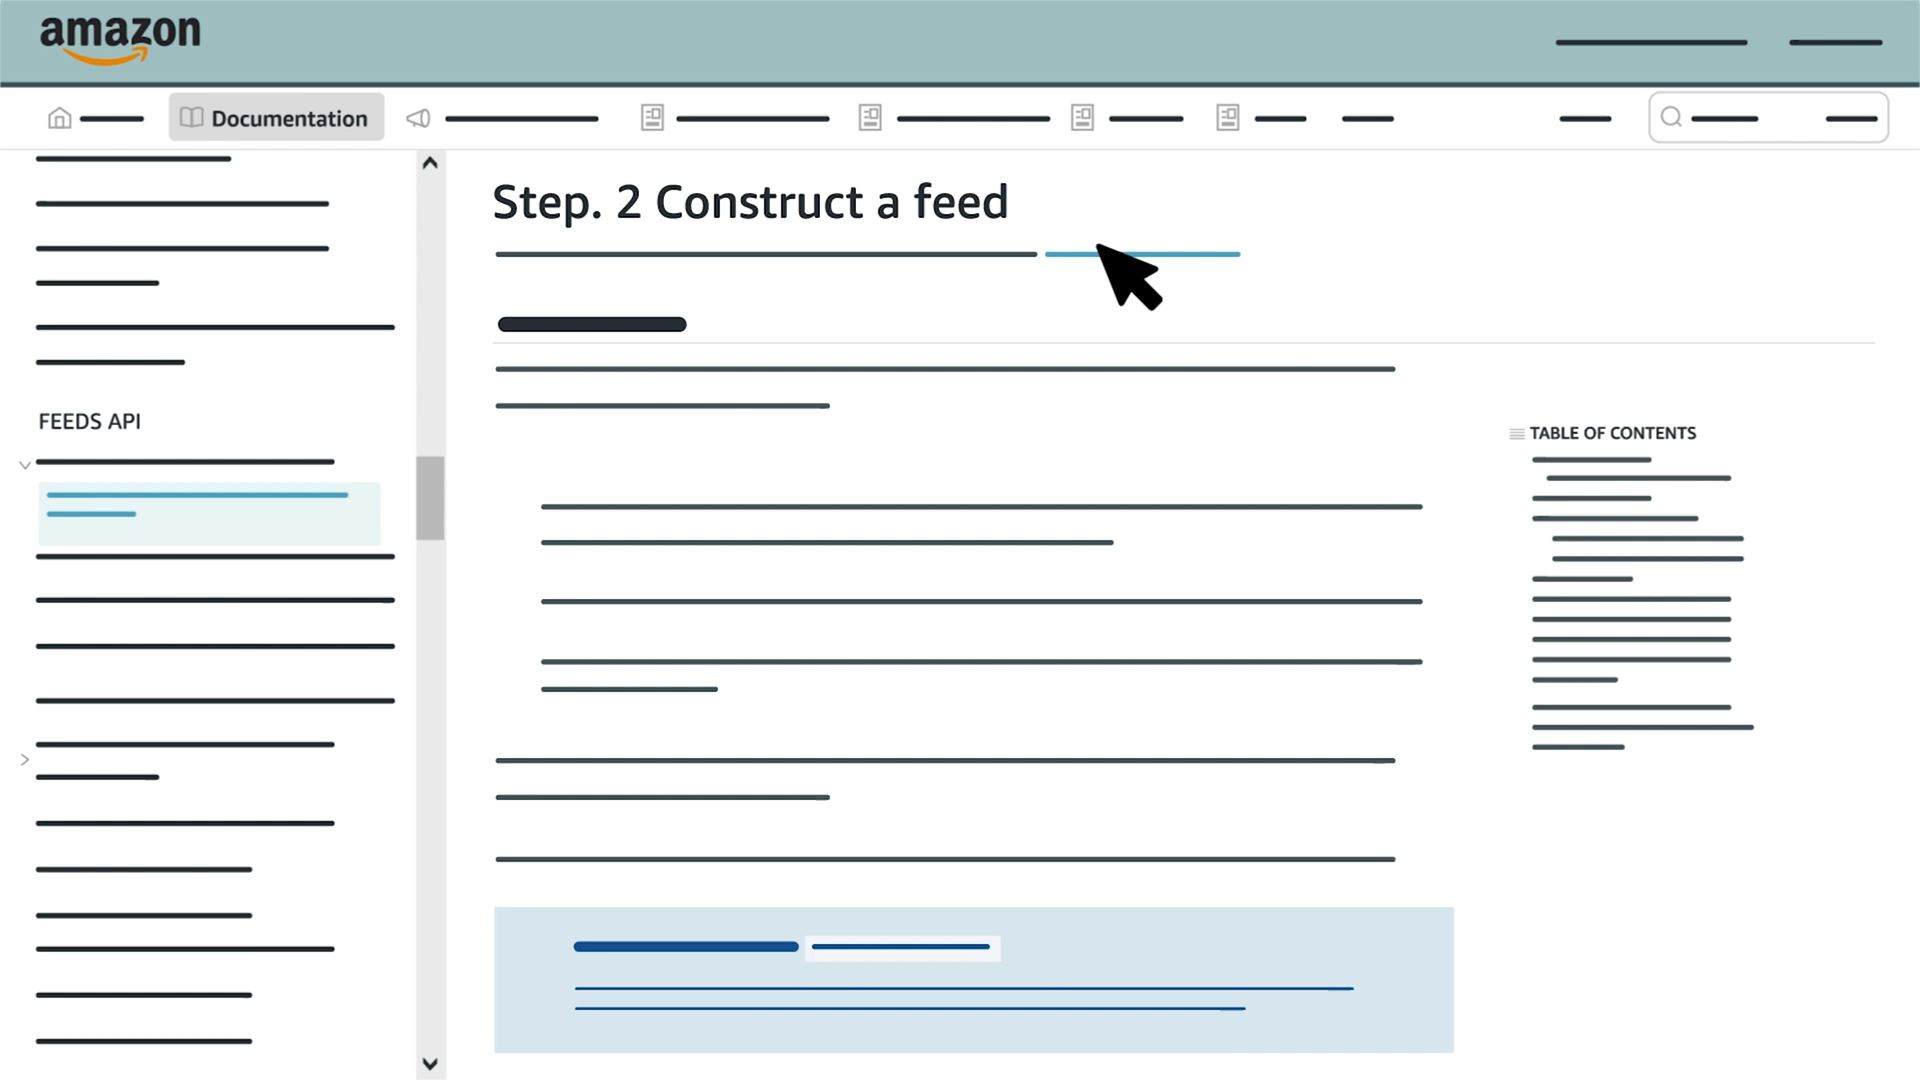 amazon
Documentation
Step. 2 Construct a feed
FEEDS API
TABLE OF CONTENTS